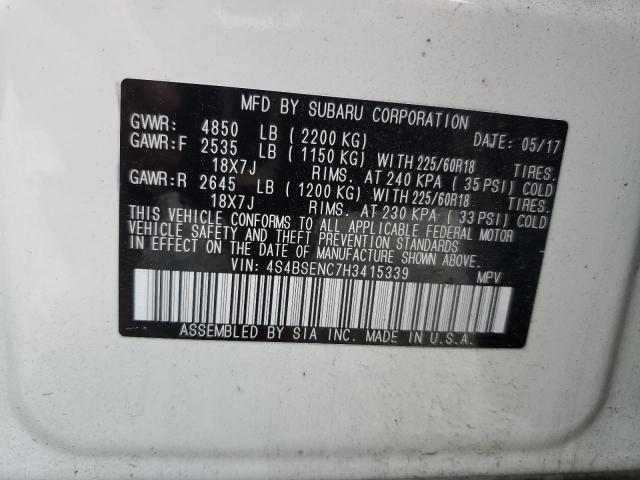 MFD BY SUBARU CORPORATION
GVWR: 4850 LB ( 2200 KG) DATE: 05/17
GAWR:F 2535 LB ( 1150 KG) WITH 225/60R18 TIRES.
18X7J RIMS. AT 240 KPA ( 35 PSI) COLD
GAWR:R 2645 LB ( 1200 KG) WITH 225/60R18 TIRES.
18X7J RIMS. AT 230 KPA ( 33 PSI) COLD
THIS VEHICLE CONFORMS TO ALL APPLICABLE FEDERAL MOTOR
VEHICLE SAFETY AND THEFT PREVENTION STANDARDS
IN EFFECT ON THE DATE OF MANUFACTURE SHOWN ABOVE.
VIN: 4S4BSENC7H3415339 MPV
ASSEMBLED BY SIA INC. MADE IN U.S.A.